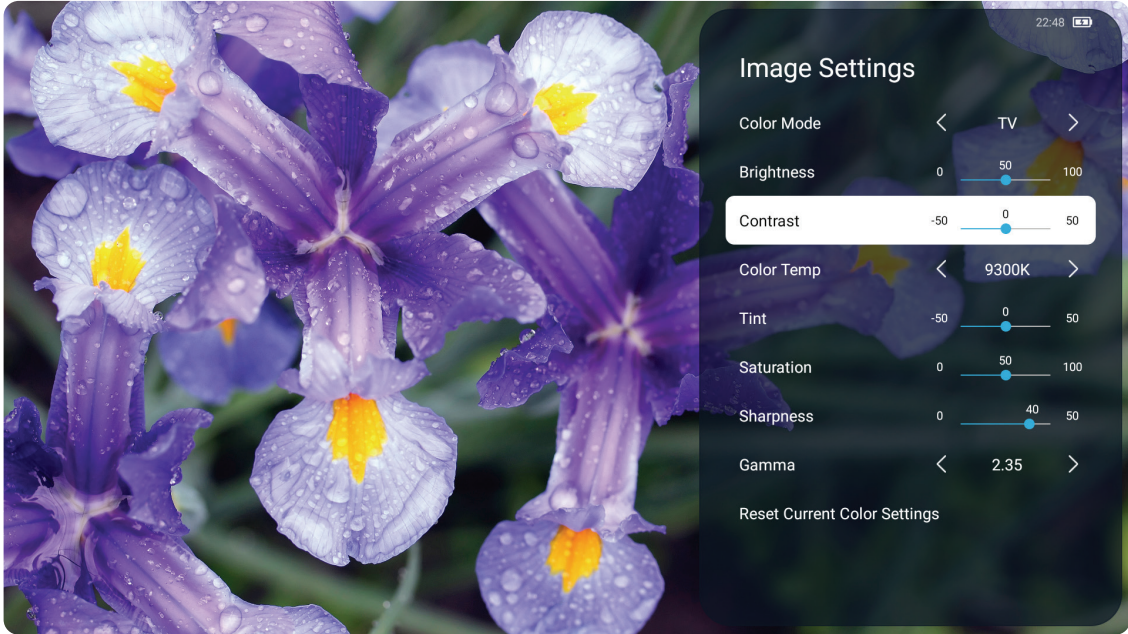 22:48
Image Settings
Color Mode TV
Brightness 0 50 100
Contrast -50 0 50
Color Temp 9300K
Tint -50 0 50
Saturation 0 50 100
Sharpness 0 40 50
Gamma 2.35
Reset Current Color Settings